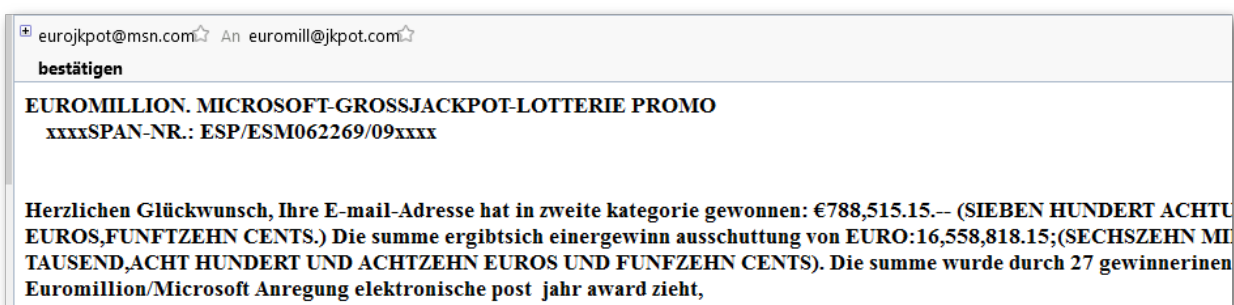 eurojkpot@msn.com An euromill@jkpot.com
bestätigen
EUROMILLION. MICROSOFT-GROSSJACKPOT-LOTTERIE PROMO
xxxxSPAN-NR.: ESP/ESM062269/09xxxx
Herzlichen Glückwunsch, Ihre E-mail-Adresse hat in zweite kategorie gewonnen: €788,515.15.-- (SIEBEN HUNDERT ACHTU
EUROS,FUNFTZEHN CENTS.) Die summe ergibtsich einergewinn ausschuttung von EURO:16,558,818.15;(SECHSZEHN MI
TAUSEND,ACHT HUNDERT UND ACHTZEHN EUROS UND FUNFZEHN CENTS). Die summe wurde durch 27 gewinnerinen
Euromillion/Microsoft Anregung elektronische post jahr award zieht,